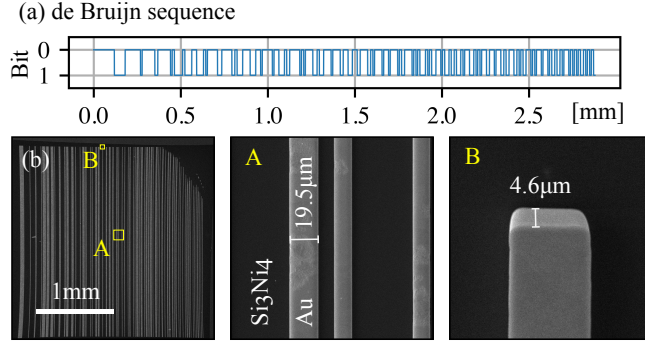 (a) de Bruijn sequence
Bit
0
1
0.0 0.5 1.0 1.5 2.0 2.5 [mm]
(b)
B
A
1mm
A
19.5μm
Si3Ni4
Au
B
4.6μm